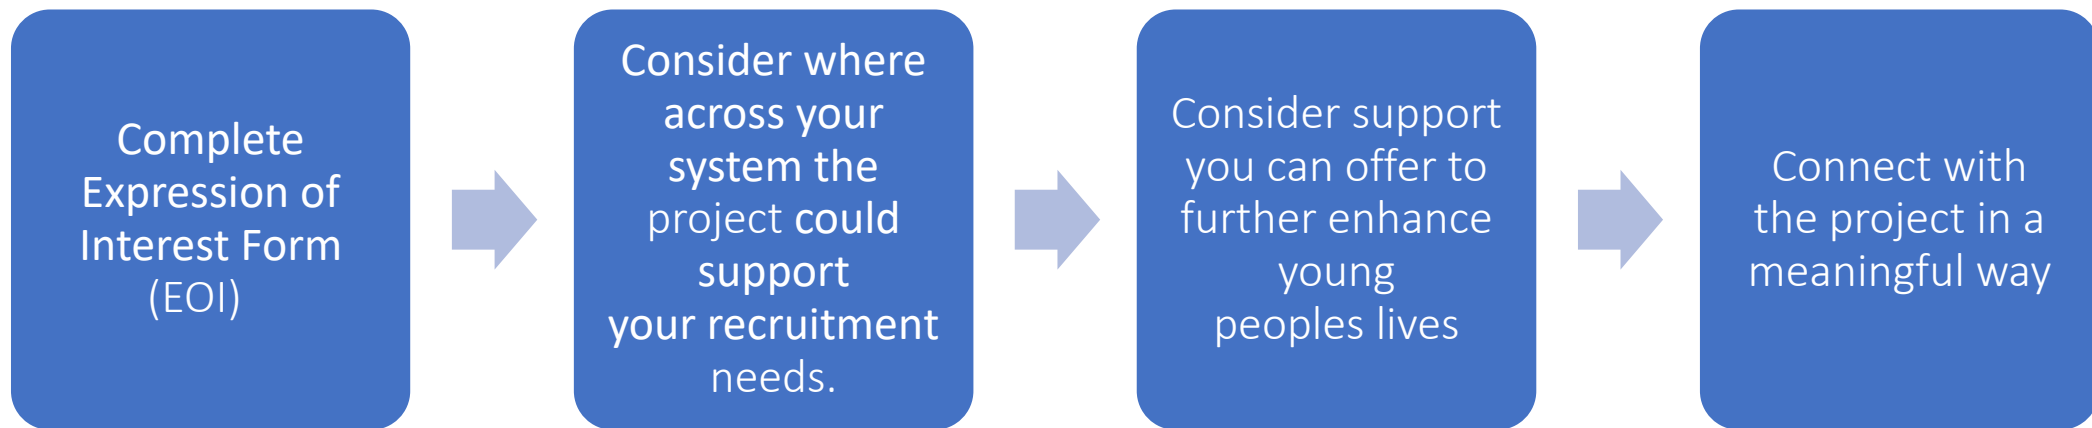 Complete
Expression of
Interest Form
(EOI)
Consider where
across your
system the
project could
support
your recruitment
needs.
Consider support
you can offer to
further enhance
young
peoples lives
Connect with
the project in a
meaningful way